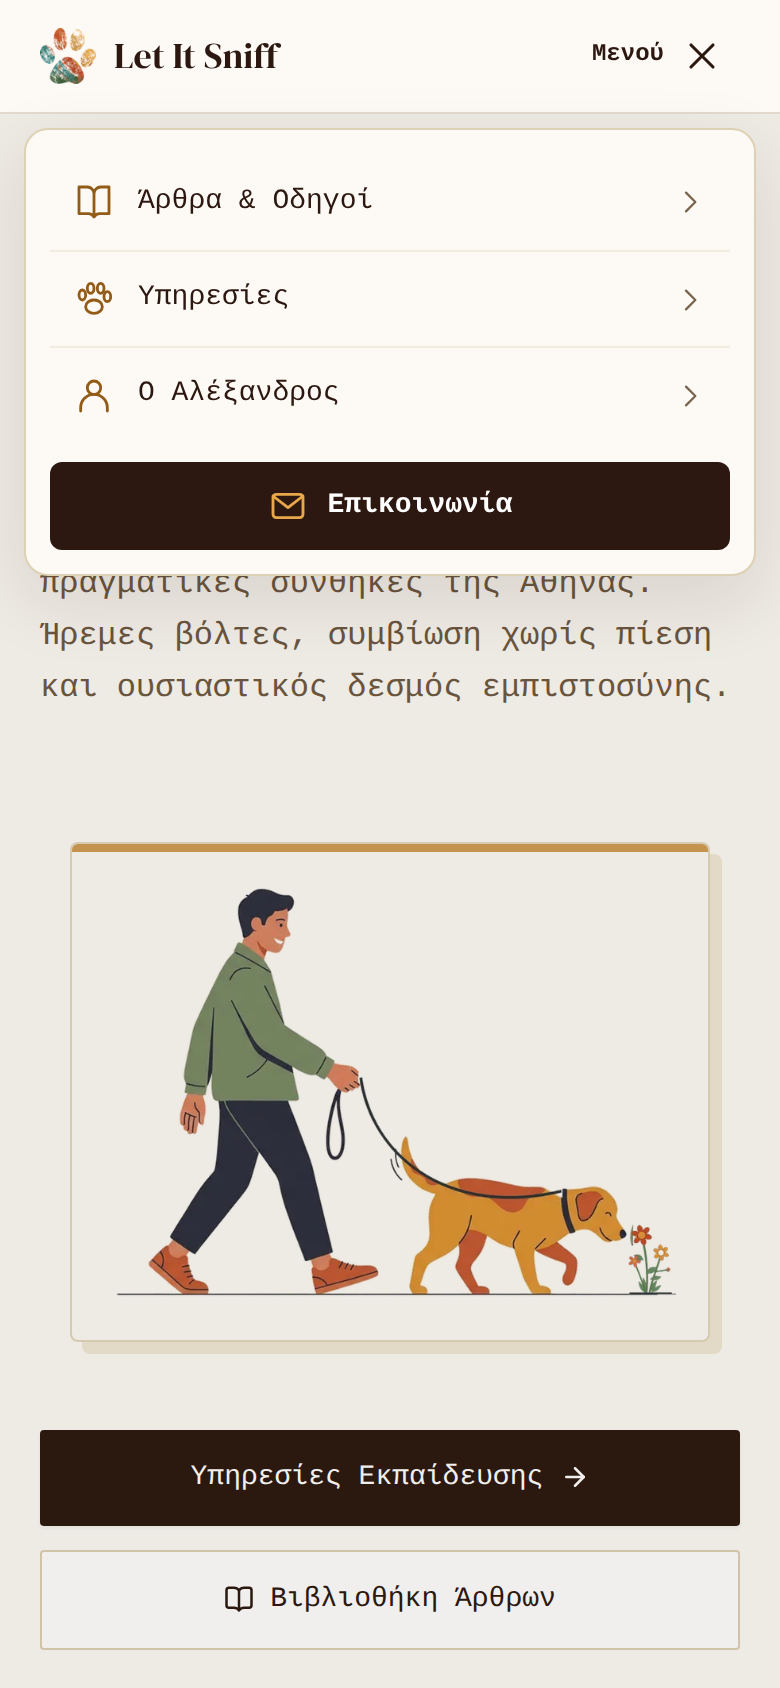 Let It Sniff
Μενού
Άρθρα & Οδηγοί
Υπηρεσίες
Ο Αλέξανδρος
Επικοινωνία
πραγματικές συνθήκες της Αθήνας.
Ήρεμες βόλτες, συμβίωση χωρίς πίεση
και ουσιαστικός δεσμός εμπιστοσύνης.
Υπηρεσίες Εκπαίδευσης
Βιβλιοθήκη Άρθρων